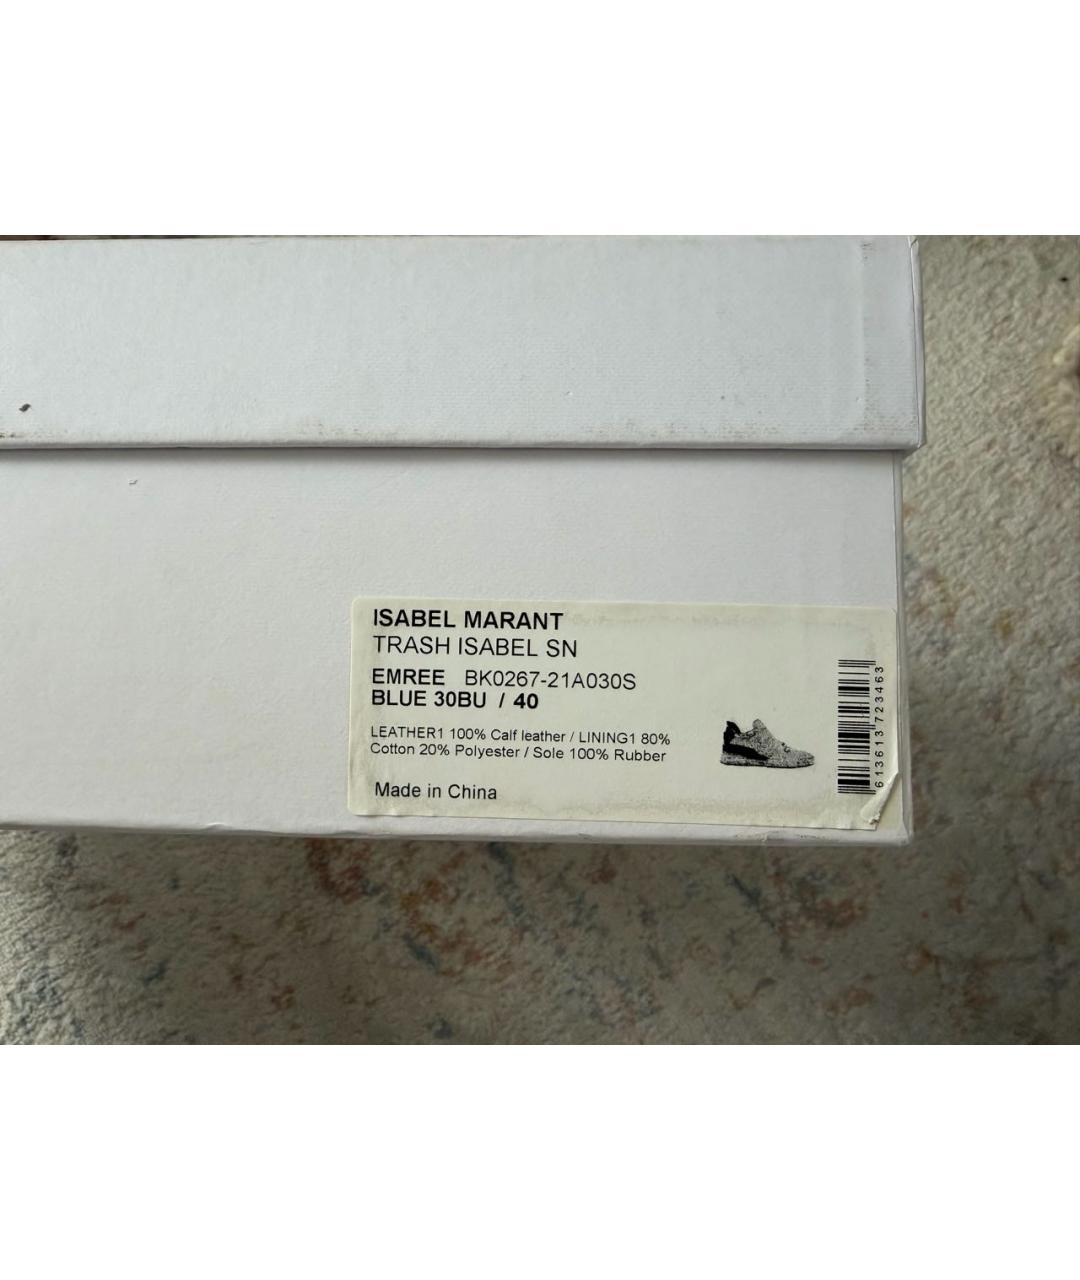 ISABEL MARANT
TRASH ISABEL SN
EMREE BK0267-21A030S
BLUE 30BU / 40
LEATHER1 100% Calf leather / LINING1 80%
Cotton 20% Polyester / Sole 100% Rubber
Made in China
613613723463